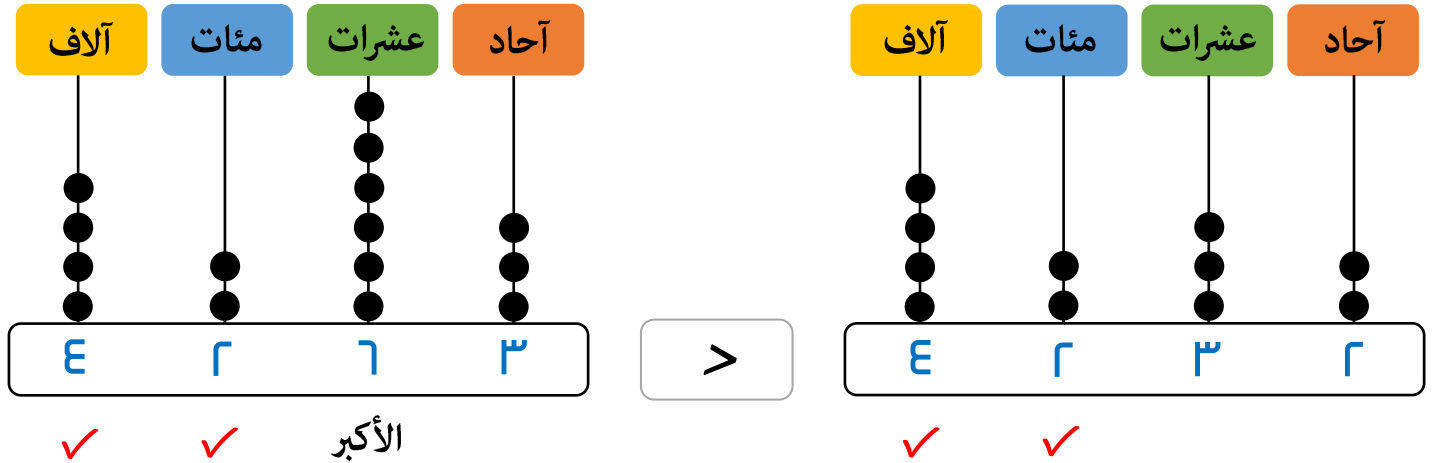 آحاد عشرات مئات آلاف آحاد عشرات مئات آلاف
٤ ٢ ٦ ٣ > ٤ ٢ ٣ ٢
الأكبر